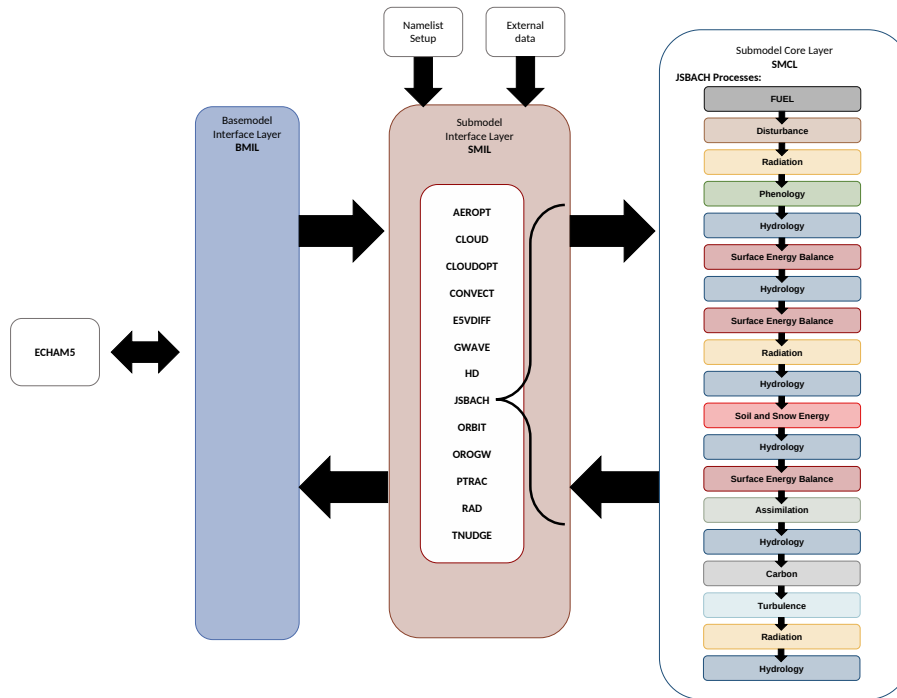 Namelist
Setup
External
data
ECHAM5
Basemodel
Interface Layer
BMIL
Submodel
Interface Layer
SMIL
AEROPT
CLOUD
CLOUDOPT
CONVECT
E5VDIFF
GWAVE
HD
JSBACH
ORBIT
OROGW
PTRAC
RAD
TNUDGE
Submodel Core Layer
SMCL
JSBACH Processes:
FUEL
Disturbance
Radiation
Phenology
Hydrology
Surface Energy Balance
Hydrology
Surface Energy Balance
Radiation
Hydrology
Soil and Snow Energy
Hydrology
Surface Energy Balance
Assimilation
Hydrology
Carbon
Turbulence
Radiation
Hydrology